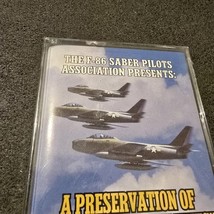 THE F-86 SABER PILOTS
ASSOCIATION PRESENTS:
A PRESERVATION OF